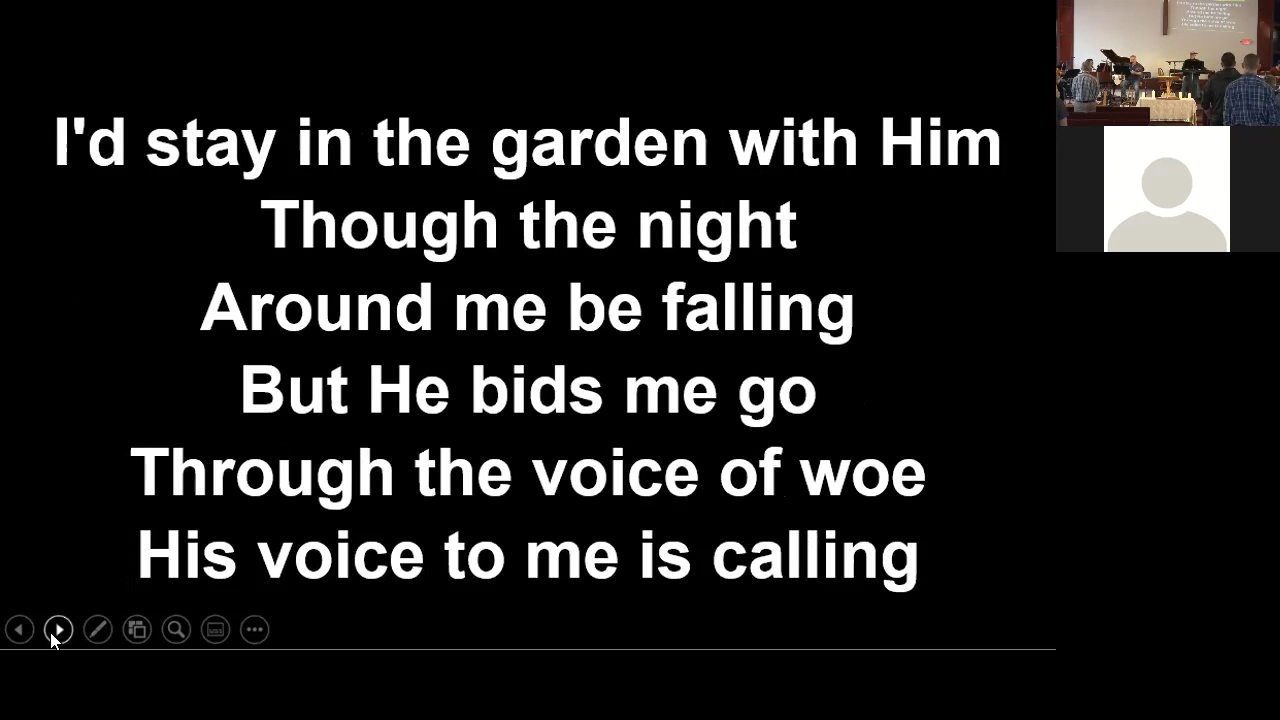 I'd stay in the garden with Him
Though the night
Around me be falling
But He bids me go
Through the voice of woe
His voice to me is calling